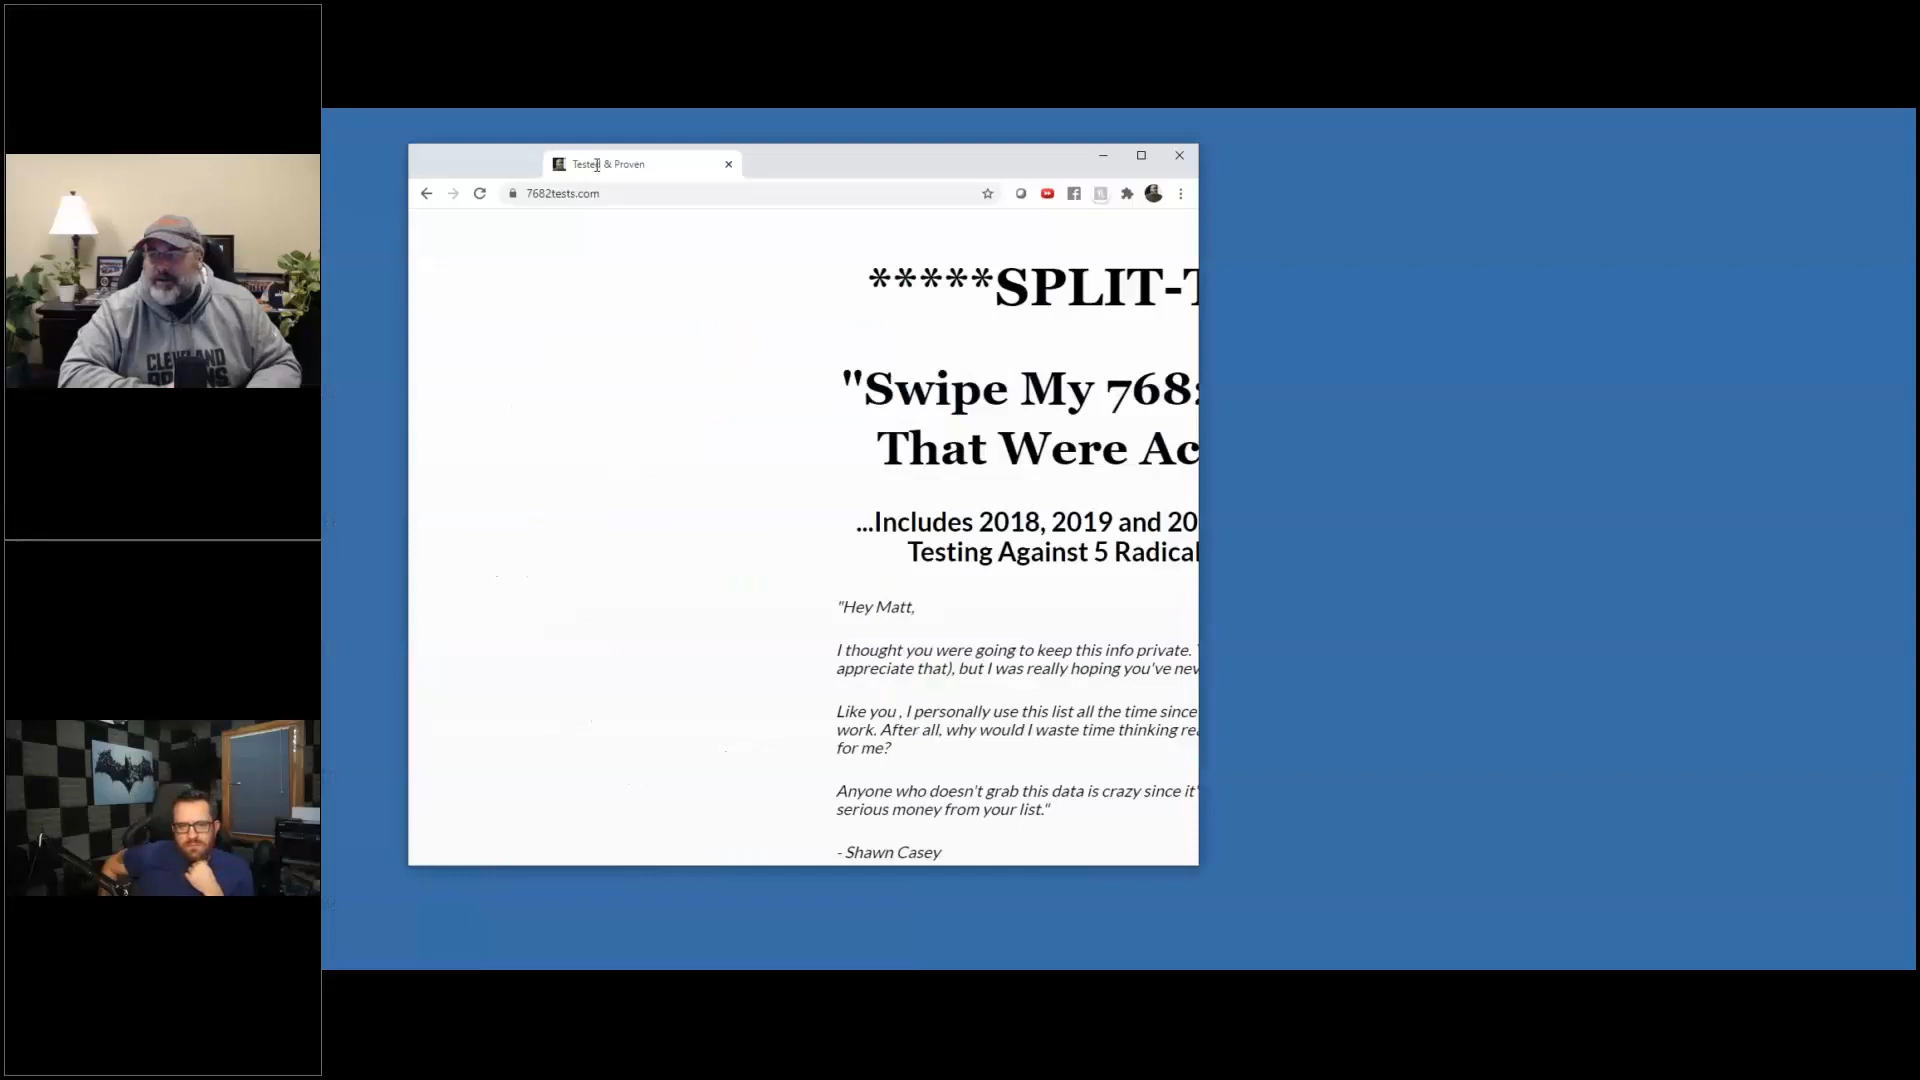 Tested & Proven
7682tests.com
*****SPLIT-T
"Swipe My 7682
That Were Ac
...Includes 2018, 2019 and 20
Testing Against 5 Radical
"Hey Matt,
I thought you were going to keep this info private.
appreciate that), but I was really hoping you've nev
Like you , I personally use this list all the time since
work. After all, why would I waste time thinking rea
for me?
Anyone who doesn't grab this data is crazy since it'
serious money from your list."
- Shawn Casey
CLEVELAND
BROWNS